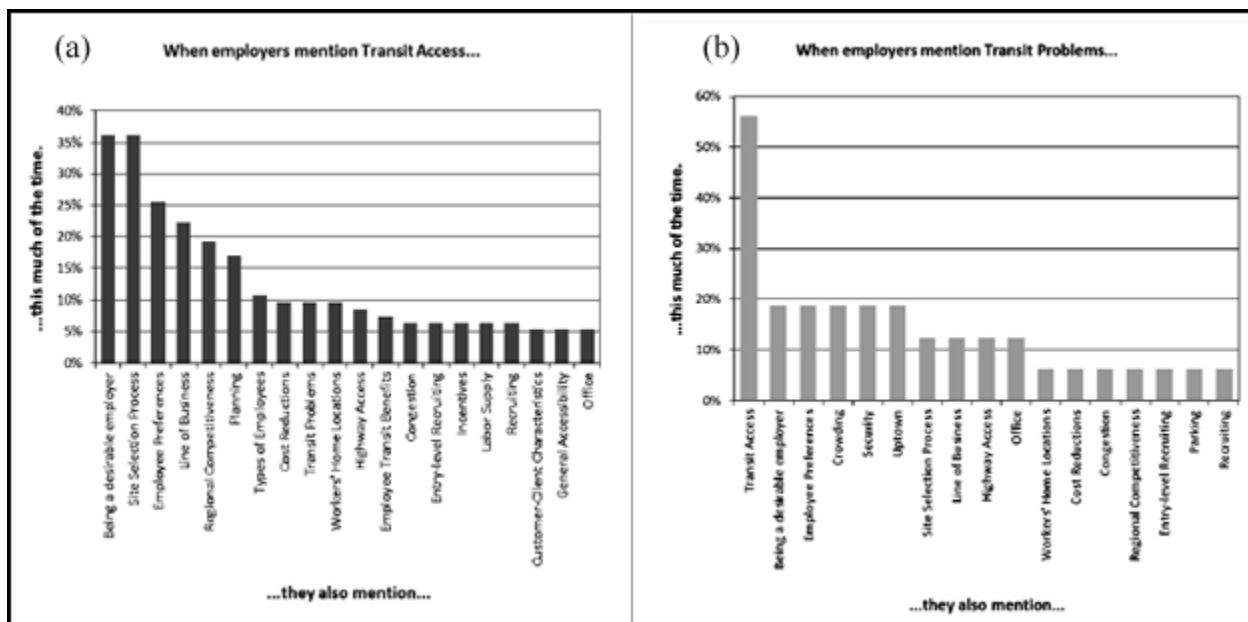 (a)
When employers mention Transit Access...
...this much of the time.
40%
35%
30%
25%
20%
15%
10%
5%
0%
Being a desirable employer
Site Selection Process
Employee Preferences
Line of Business
Regional Competitiveness
Planning
Types of Employees
Cost Reductions
Transit Problems
Workers' Home Locations
Highway Access
Employee Transit Benefits
Congestion
Entry-level Recruiting
Incentives
Labor Supply
Recruiting
Customer-Client Characteristics
General Accessibility
Office
...they also mention...
(b)
When employers mention Transit Problems...
...this much of the time.
60%
50%
40%
30%
20%
10%
0%
Transit Access
Being a desirable employer
Employee Preferences
Crowding
Security
Uptown
Site Selection Process
Line of Business
Highway Access
Office
Workers' Home Locations
Cost Reductions
Congestion
Regional Competitiveness
Entry-level Recruiting
Parking
Recruiting
...they also mention...